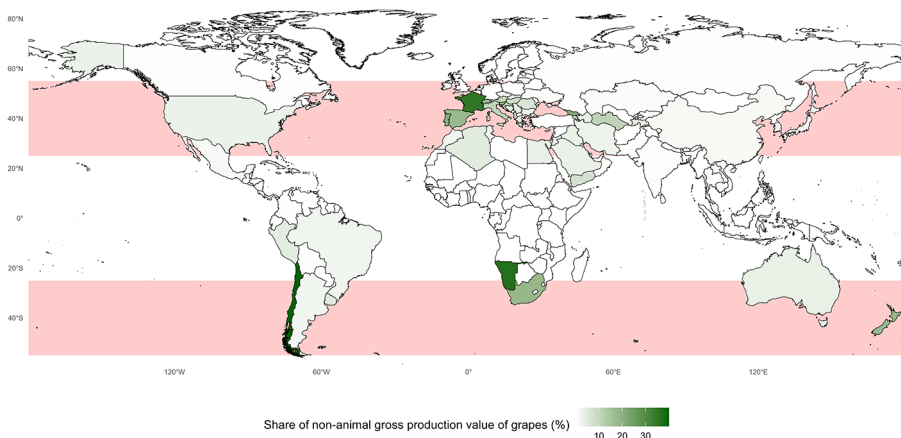 80°N
60°N
40°N
20°N
0°
20°S
40°S
120°W
60°W
0°
60°E
120°E
Share of non-animal gross production value of grapes (%)
10 20 30